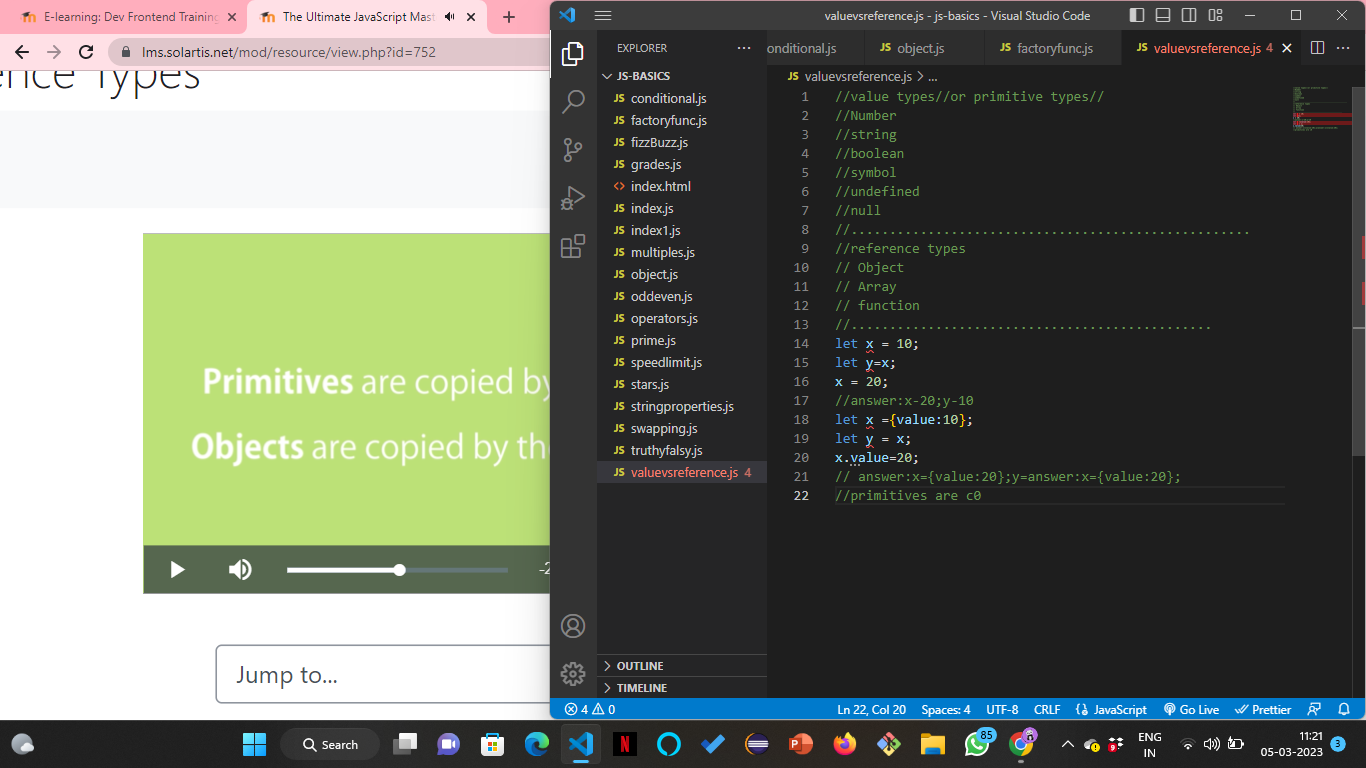 E-learning: Dev Frontend Training
The Ultimate JavaScript Mast
lms.solartis.net/mod/resource/view.php?id=752
ence Types
Primitives are copied by
Objects are copied by the
-2
Jump to...
valuevsreference.js - js-basics - Visual Studio Code
EXPLORER
JS-BASICS
JS conditional.js
JS factoryfunc.js
JS fizzBuzz.js
JS grades.js
<> index.html
JS index.js
JS index1.js
JS multiples.js
JS object.js
JS oddeven.js
JS operators.js
JS prime.js
JS speedlimit.js
JS stars.js
JS stringproperties.js
JS swapping.js
JS truthyfalsy.js
JS valuevsreference.js 4
OUTLINE
TIMELINE
onditional.js
JS object.js
JS factoryfunc.js
JS valuevsreference.js 4
JS valuevsreference.js > ...
1 //value types//or primitive types//
2 //Number
3 //string
4 //boolean
5 //symbol
6 //undefined
7 //null
8 //....................................................
9 //reference types
10 // Object
11 // Array
12 // function
13 //...............................................
14 let x = 10;
15 let y=x;
16 x = 20;
17 //answer:x-20;y-10
18 let x ={value:10};
19 let y = x;
20 x.value=20;
21 // answer:x={value:20};y=answer:x={value:20};
22 //primitives are c0
4 0
Ln 22, Col 20
Spaces: 4
UTF-8
CRLF
{} JavaScript
Go Live
Prettier
Search
85
9
ENG
IN
11:21
05-03-2023
3